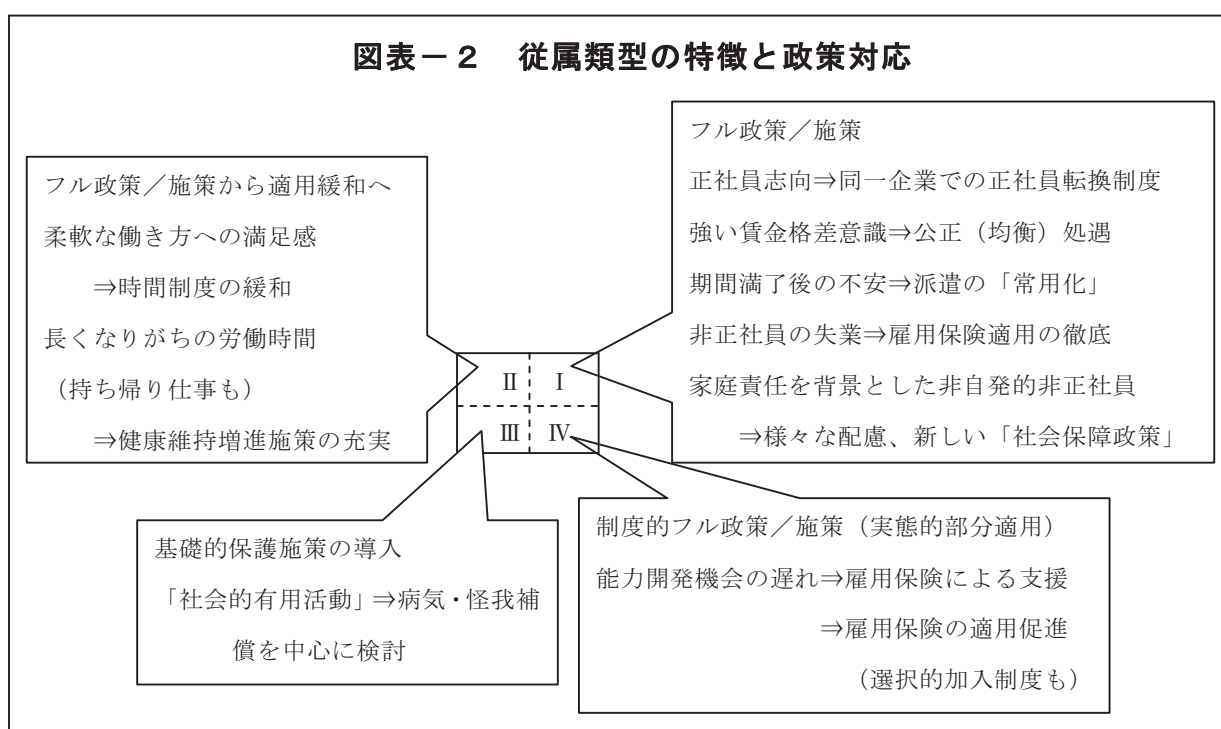 図表－２　従属類型の特徴と政策対応
フル政策／施策から適用緩和へ
柔軟な働き方への満足感
⇒時間制度の緩和
長くなりがちの労働時間
（持ち帰り仕事も）
⇒健康維持増進施策の充実
フル政策／施策
正社員志向⇒同一企業での正社員転換制度
強い賃金格差意識⇒公正（均衡）処遇
期間満了後の不安⇒派遣の「常用化」
非正社員の失業⇒雇用保険適用の徹底
家庭責任を背景とした非自発的非正社員
⇒様々な配慮、新しい「社会保障政策」
Ⅱ Ⅰ
Ⅲ Ⅳ
基礎的保護施策の導入
「社会的有用活動」⇒病気・怪我補
償を中心に検討
制度的フル政策／施策（実態的部分適用）
能力開発機会の遅れ⇒雇用保険による支援
⇒雇用保険の適用促進
（選択的加入制度も）